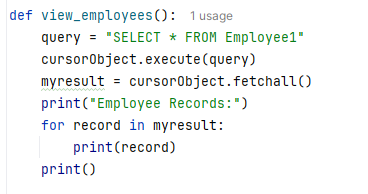 def view_employees(): 1 usage
    query = "SELECT * FROM Employee1"
    cursorObject.execute(query)
    myresult = cursorObject.fetchall()
    print("Employee Records:")
    for record in myresult:
        print(record)
    print()